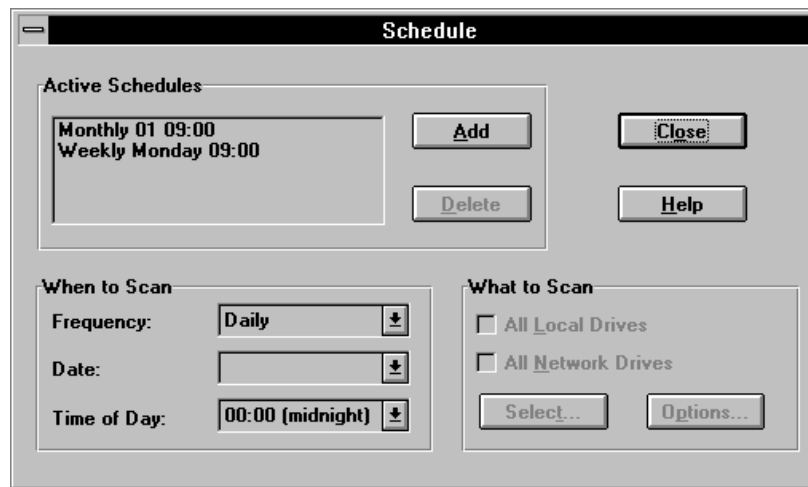 Schedule
Active Schedules
Monthly 01 09:00
Weekly Monday 09:00
Add
Close
Delete
Help
When to Scan
What to Scan
Frequency:
Daily
All Local Drives
Date:
All Network Drives
Time of Day:
00:00 (midnight)
Select...
Options...